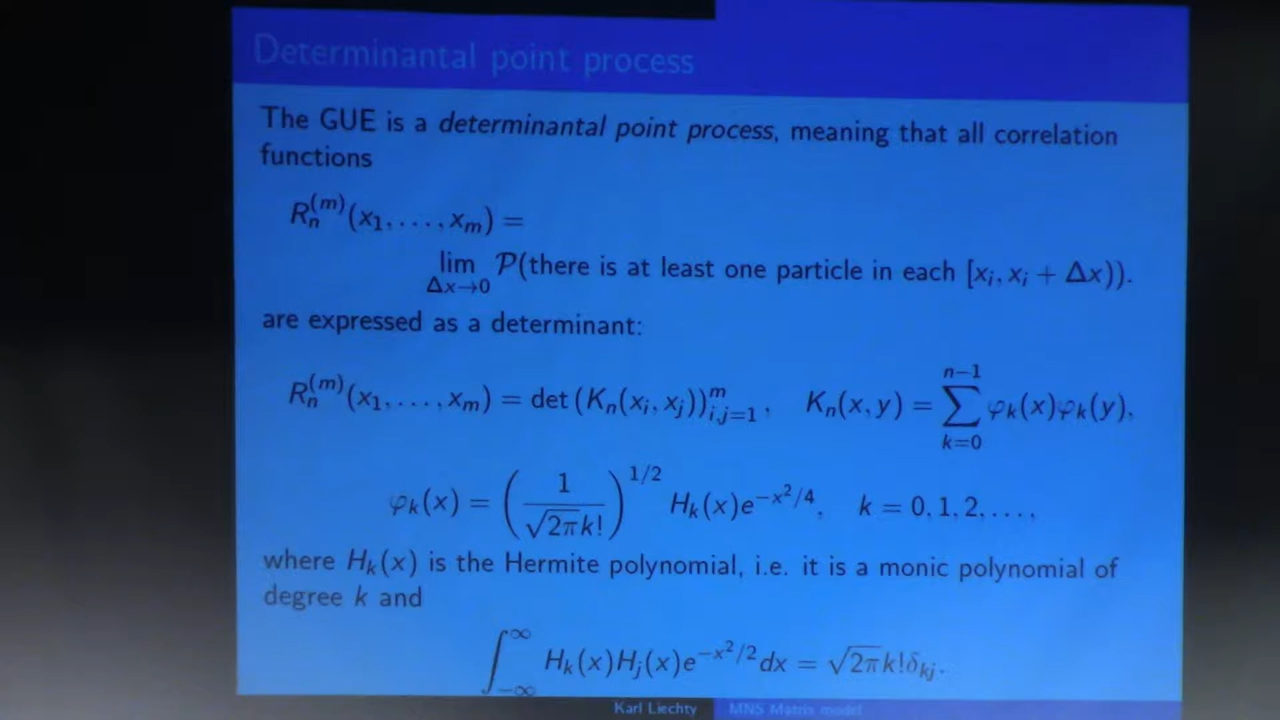 Determinantal point process
The GUE is a determinantal point process, meaning that all correlation
functions
R_n^{(m)}(x_1, . . . , x_m) =
lim_{Δx→0} P(there is at least one particle in each [x_i, x_i + Δx)).
are expressed as a determinant:
R_n^{(m)}(x_1, . . . , x_m) = det (K_n(x_i, x_j))_{i,j=1}^m, K_n(x, y) = \sum_{k=0}^{n-1} φ_k(x)φ_k(y),
φ_k(x) = (1/(√2π k!))^{1/2} H_k(x)e^{-x^2/4}, k = 0, 1, 2, . . . ,
where H_k(x) is the Hermite polynomial, i.e. it is a monic polynomial of
degree k and
∫_{-∞}^{∞} H_k(x)H_j(x)e^{-x^2/2}dx = √2π k!δ_{kj}.
Karl Liechty MNS Matrix model